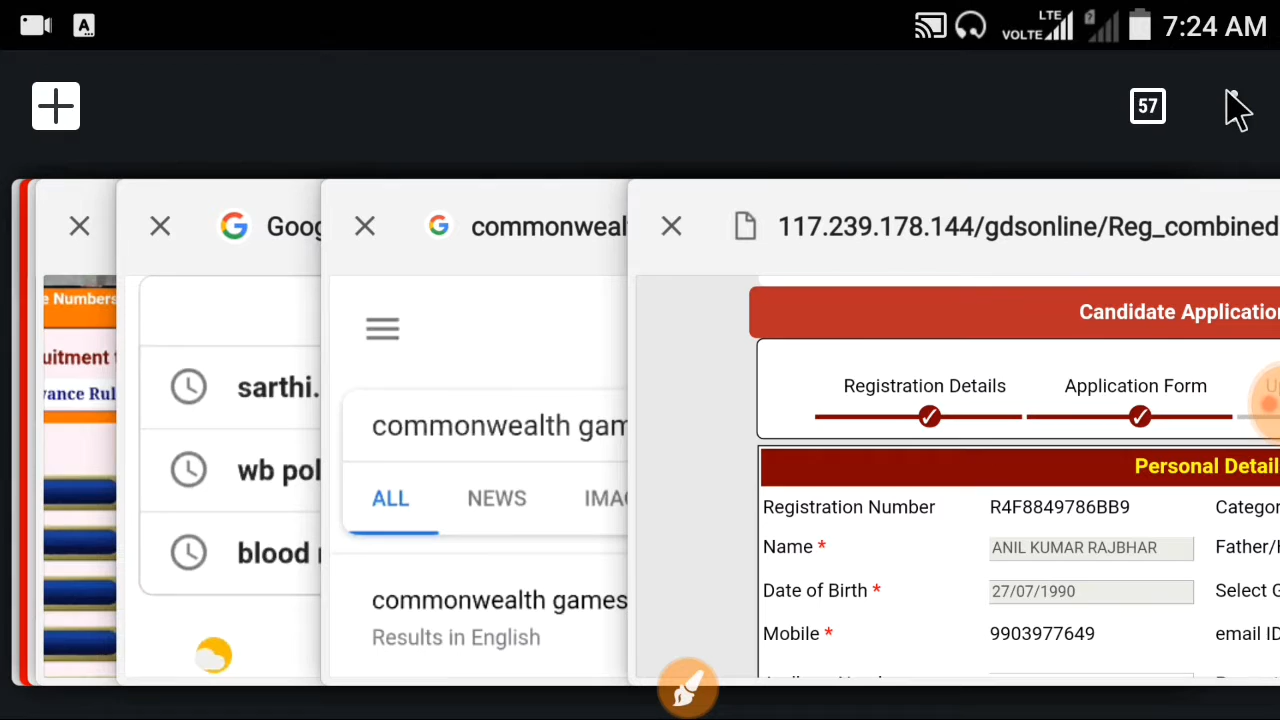 A
LTE
VOLTE
?
7:24 AM
57
G Goog
G commonweal
117.239.178.144/gdsonline/Reg_combined
e Numbers
uitment t
vance Rul
sarthi.
wb pol
blood
commonwealth gam
ALL NEWS IMA
commonwealth games
Results in English
Candidate Application
Registration Details Application Form U
Personal Detail
Registration Number R4F8849786BB9 Categor
Name * ANIL KUMAR RAJBHAR Father/H
Date of Birth * 27/07/1990 Select G
Mobile * 9903977649 email ID